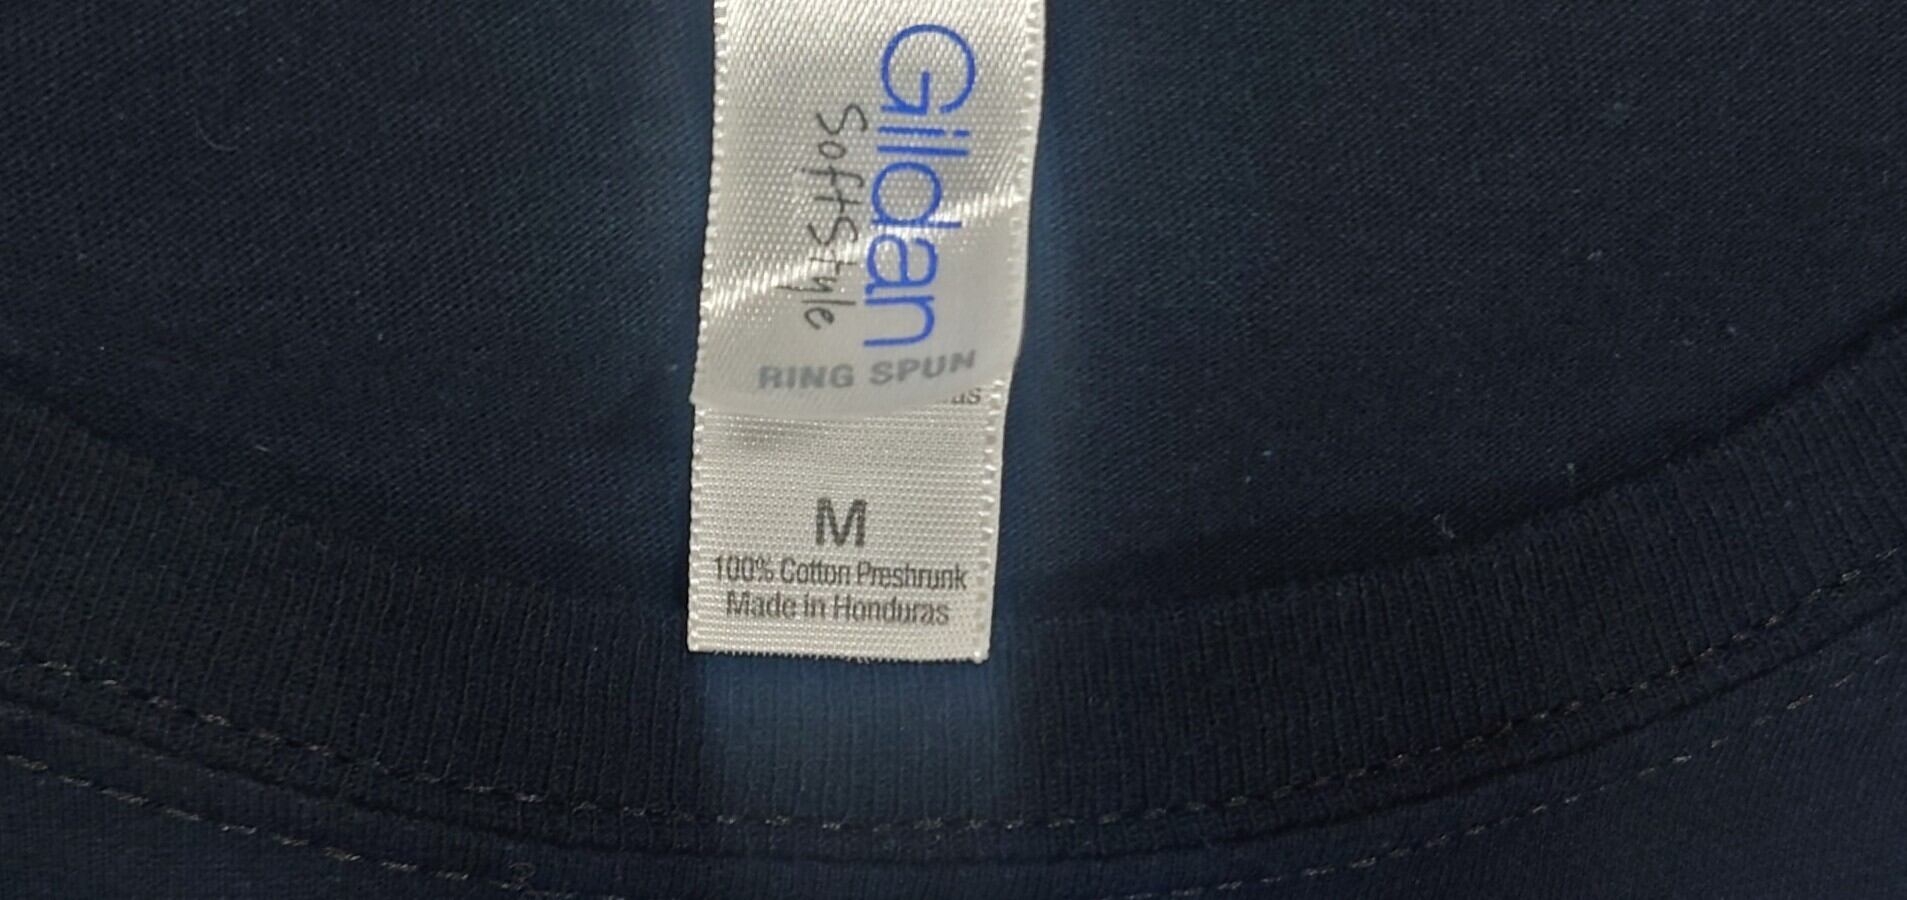 Gildan
SoftStyle
RING SPUN
M
100% Cotton Preshrunk
Made in Honduras